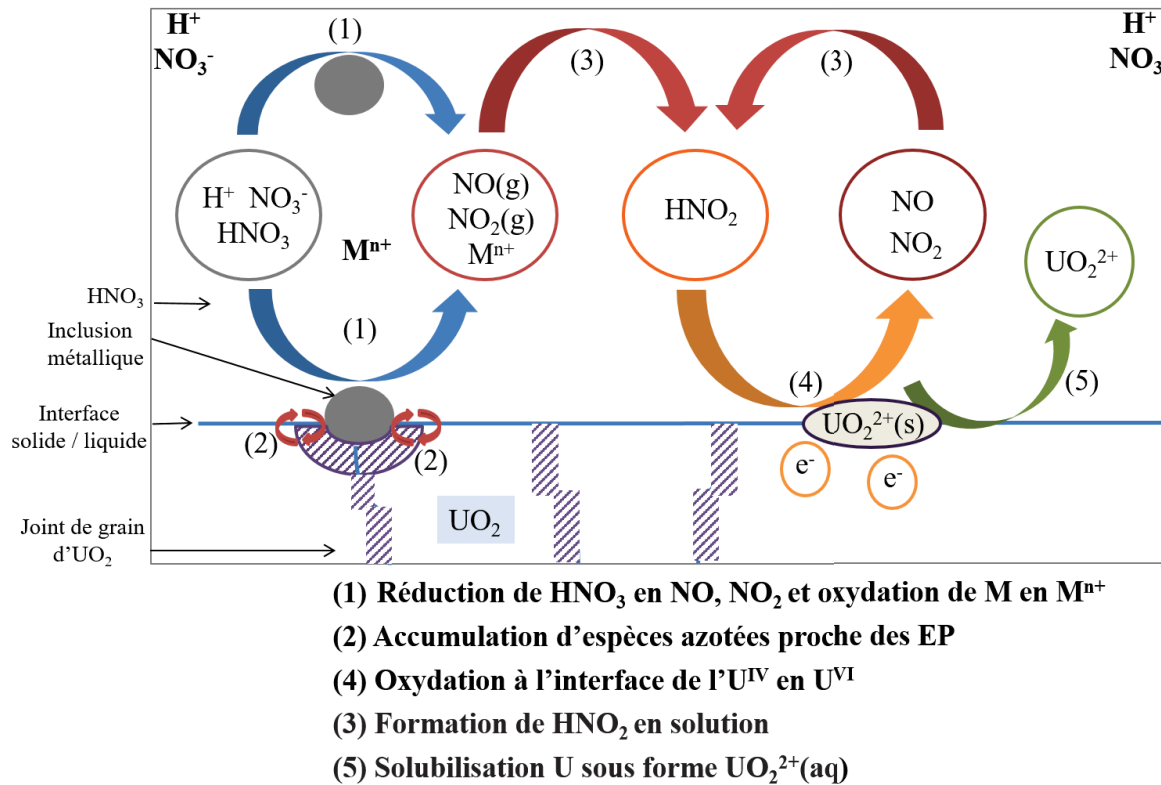 H⁺
NO₃⁻
(1)
(3)
(3)
H⁺
NO₃
H⁺ NO₃⁻
HNO₃
Mⁿ⁺
NO(g)
NO₂(g)
Mⁿ⁺
HNO₂
NO
NO₂
UO₂²⁺
HNO₃
Inclusion
métallique
(1)
(4)
(5)
Interface
solide / liquide
(2)
(2)
UO₂²⁺(s)
e⁻
e⁻
UO₂
Joint de grain
d’UO₂
(1) Réduction de HNO₃ en NO, NO₂ et oxydation de M en Mⁿ⁺
(2) Accumulation d’espèces azotées proche des EP
(4) Oxydation à l’interface de l’Uᴵⱽ en Uⱽᴵ
(3) Formation de HNO₂ en solution
(5) Solubilisation U sous forme UO₂²⁺(aq)